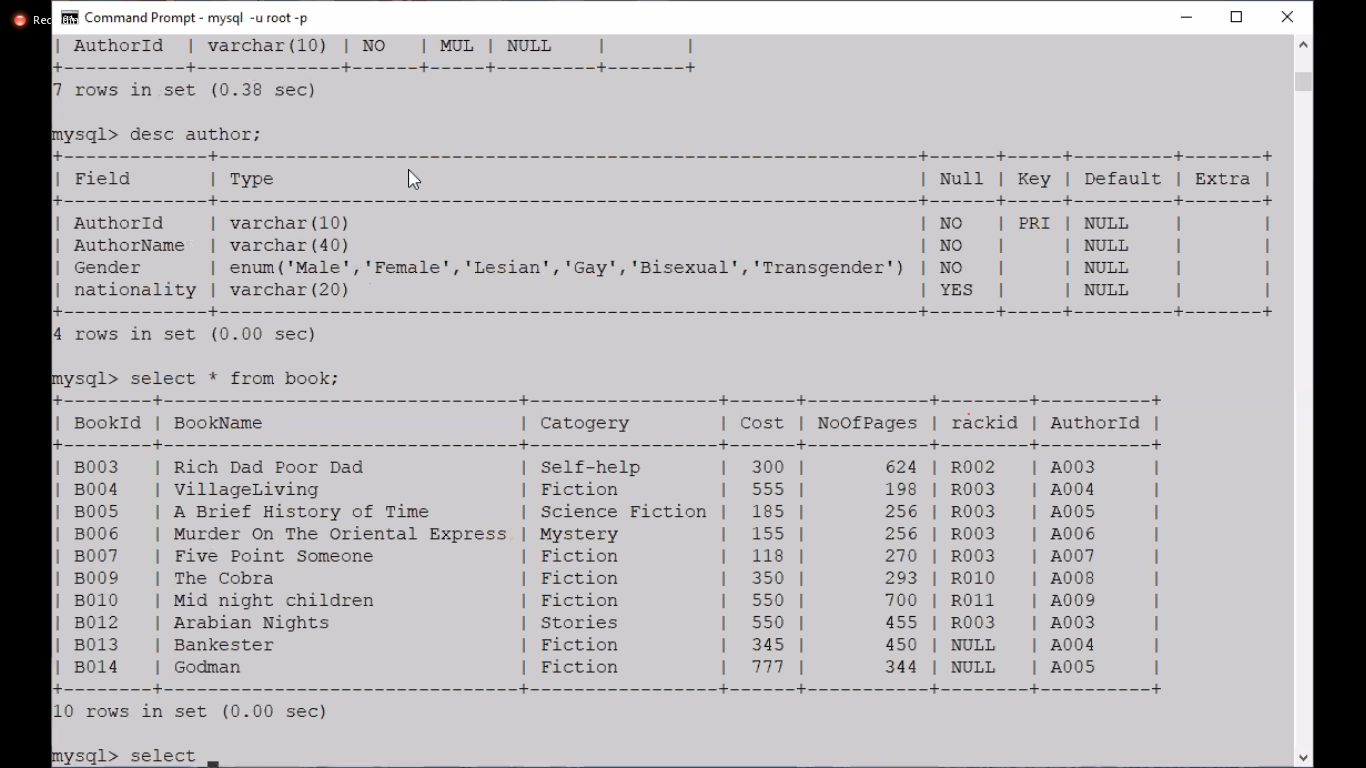 Command Prompt - mysql  -u root -p
| AuthorId  | varchar(10) | NO   | MUL | NULL    |       |
+-----------+-------------+------+-----+---------+-------+
7 rows in set (0.38 sec)
mysql> desc author;
+-------------+---------------------------------------------------------------+------+-----+---------+-------+
| Field       | Type                                                          | Null | Key | Default | Extra |
+-------------+---------------------------------------------------------------+------+-----+---------+-------+
| AuthorId    | varchar(10)                                                   | NO   | PRI | NULL    |       |
| AuthorName  | varchar(40)                                                   | NO   |     | NULL    |       |
| Gender      | enum('Male','Female','Lesian','Gay','Bisexual','Transgender') | NO   |     | NULL    |       |
| nationality | varchar(20)                                                   | YES  |     | NULL    |       |
+-------------+---------------------------------------------------------------+------+-----+---------+-------+
4 rows in set (0.00 sec)
mysql> select * from book;
+--------+--------------------------------+-----------------+------+-----------+--------+----------+
| BookId | BookName                       | Catogery        | Cost | NoOfPages | rackid | AuthorId |
+--------+--------------------------------+-----------------+------+-----------+--------+----------+
| B003   | Rich Dad Poor Dad              | Self-help       |  300 |       624 | R002   | A003     |
| B004   | VillageLiving                  | Fiction         |  555 |       198 | R003   | A004     |
| B005   | A Brief History of Time        | Science Fiction |  185 |       256 | R003   | A005     |
| B006   | Murder On The Oriental Express | Mystery         |  155 |       256 | R003   | A006     |
| B007   | Five Point Someone             | Fiction         |  118 |       270 | R003   | A007     |
| B009   | The Cobra                      | Fiction         |  350 |       293 | R010   | A008     |
| B010   | Mid night children             | Fiction         |  550 |       700 | R011   | A009     |
| B012   | Arabian Nights                 | Stories         |  550 |       455 | R003   | A003     |
| B013   | Bankester                      | Fiction         |  345 |       450 | NULL   | A004     |
| B014   | Godman                         | Fiction         |  777 |       344 | NULL   | A005     |
+--------+--------------------------------+-----------------+------+-----------+--------+----------+
10 rows in set (0.00 sec)
mysql> select _